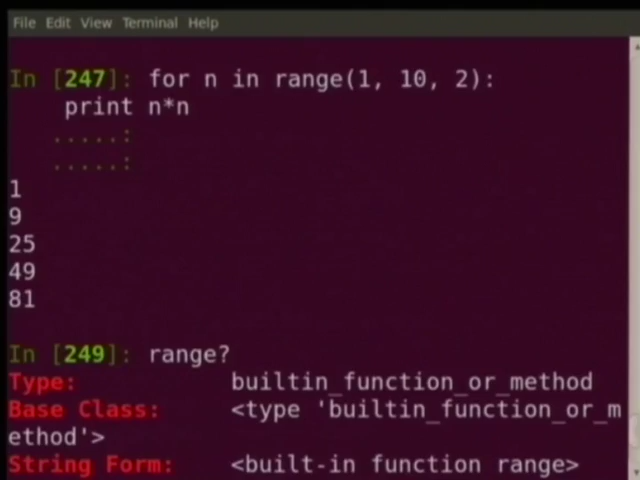 File Edit View Terminal Help
In [247]: for n in range(1, 10, 2):
print n*n
.....:
.....:
1
9
25
49
81
In [249]: range?
Type: builtin_function_or_method
Base Class: <type 'builtin_function_or_m
ethod'>
String Form: <built-in function range>